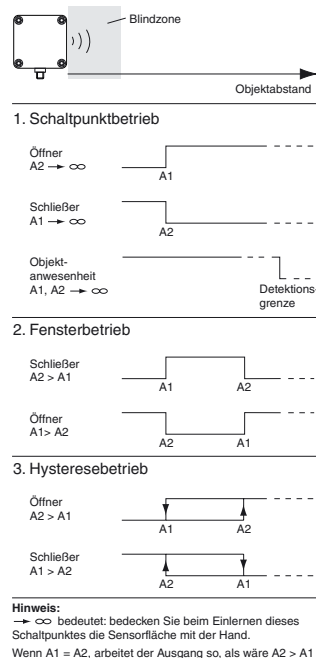 Blindzone
Objektabstand
1. Schaltpunktbetrieb
Öffner
A2 → ∞
A1
Schließer
A1 → ∞
A2
Objekt-
anwesenheit
A1, A2 → ∞
Detektions-
grenze
2. Fensterbetrieb
Schließer
A2 > A1
A1 A2
Öffner
A1> A2
A2 A1
3. Hysteresebetrieb
Öffner
A2 > A1
A1 A2
Schließer
A1 > A2
A2 A1
Hinweis:
→ ∞ bedeutet: bedecken Sie beim Einlernen dieses
Schaltpunktes die Sensorfläche mit der Hand.
Wenn A1 = A2, arbeitet der Ausgang so, als wäre A2 > A1